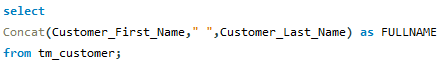 select
Concat(Customer_First_Name," ",Customer_Last_Name) as FULLNAME
from tm_customer;